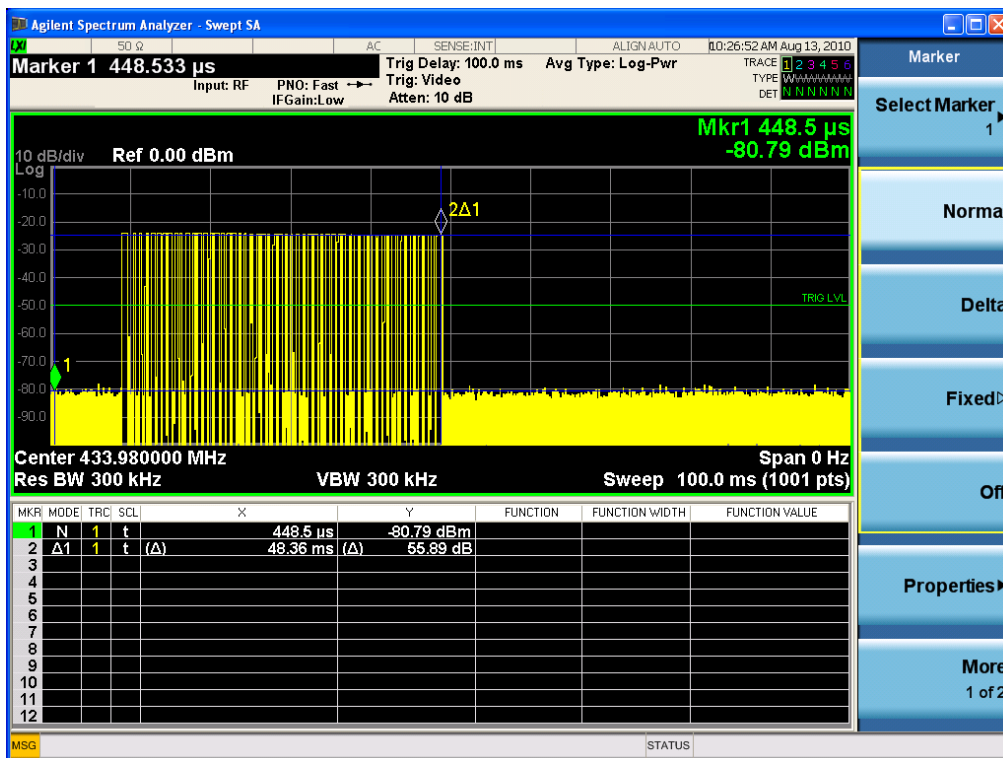 Agilent Spectrum Analyzer - Swept SA
LXI 50 Ω AC SENSE:INT ALIGNAUTO 10:26:52 AM Aug 13, 2010
Marker 1 448.533 µs
Input: RF PNO: Fast IFGain:Low
Trig Delay: 100.0 ms
Trig: Video
Atten: 10 dB
Avg Type: Log-Pwr
TRACE 1 2 3 4 5 6
TYPE
DET N N N N N N
Mkr1 448.5 µs
-80.79 dBm
10 dB/div Ref 0.00 dBm
Log
-10.0
-20.0
-30.0
-40.0
-50.0
-60.0
-70.0
-80.0
-90.0
2Δ1
TRIG LVL
1
Center 433.980000 MHz Span 0 Hz
Res BW 300 kHz VBW 300 kHz Sweep 100.0 ms (1001 pts)
MKR MODE TRC SCL X Y FUNCTION FUNCTION WIDTH FUNCTION VALUE
1 N 1 t 448.5 µs -80.79 dBm
2 Δ1 1 t (Δ) 48.36 ms (Δ) 55.89 dB
3
4
5
6
7
8
9
10
11
12
MSG STATUS
Marker
Select Marker
1
Norma
Delta
Fixed
Off
Properties
More
1 of 2